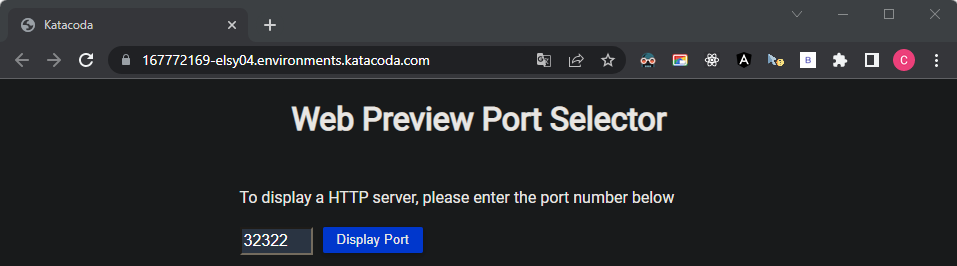 Katacoda
167772169-elsy04.environments.katacoda.com
B
C
Web Preview Port Selector
To display a HTTP server, please enter the port number below
32322
Display Port